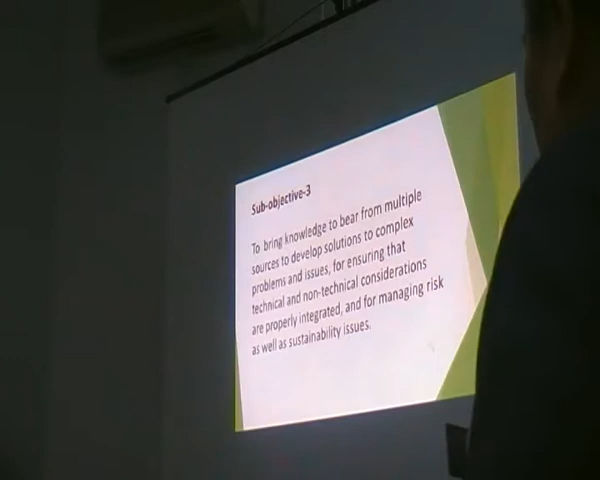 Sub-objective-3
To bring knowledge to bear from multiple
sources to develop solutions to complex
problems and issues, for ensuring that
technical and non-technical considerations
are properly integrated, and for managing risk
as well as sustainability issues.